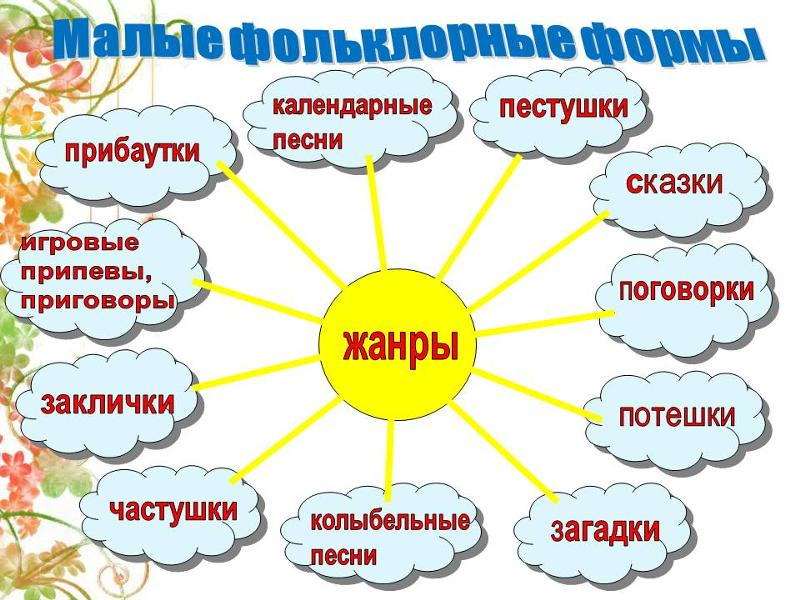 Малые фольклорные формы
календарные
песни
пестушки
прибаутки
сказки
игровые
припевы,
приговоры
поговорки
жанры
заклички
потешки
частушки
колыбельные
песни
загадки